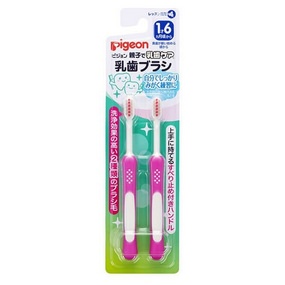 レッスン段階
4
Pigeon
1才6
ヵ月頃から
ピジョン 親子で乳歯ケア
乳歯ブラシ
自分でしっかり
みがく練習に
洗浄効果の高い2種類のブラシ毛
上手に持てるすべり止め付きハンドル